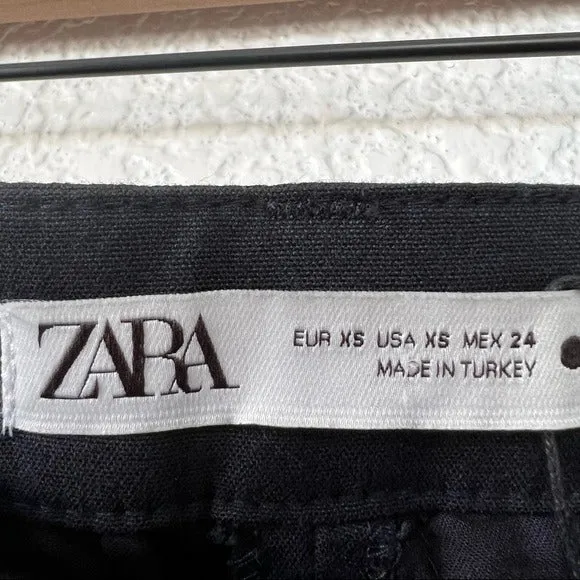 ZARA
EUR XS USA XS MEX 24
MADE IN TURKEY